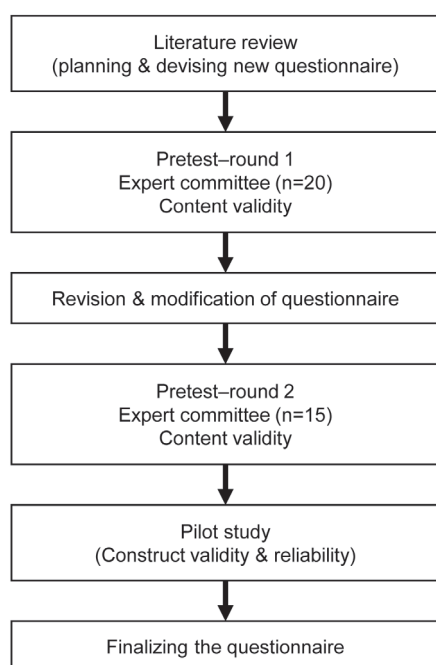 Literature review
(planning & devising new questionnaire)
Pretest–round 1
Expert committee (n=20)
Content validity
Revision & modification of questionnaire
Pretest–round 2
Expert committee (n=15)
Content validity
Pilot study
(Construct validity & reliability)
Finalizing the questionnaire